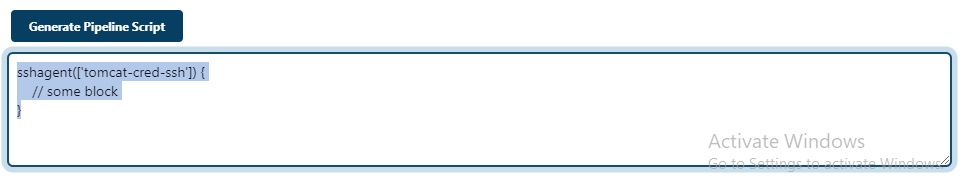 Generate Pipeline Script
sshagent(['tomcat-cred-ssh']) {
    // some block
}
Activate Windows
Go to Settings to activate Windows.